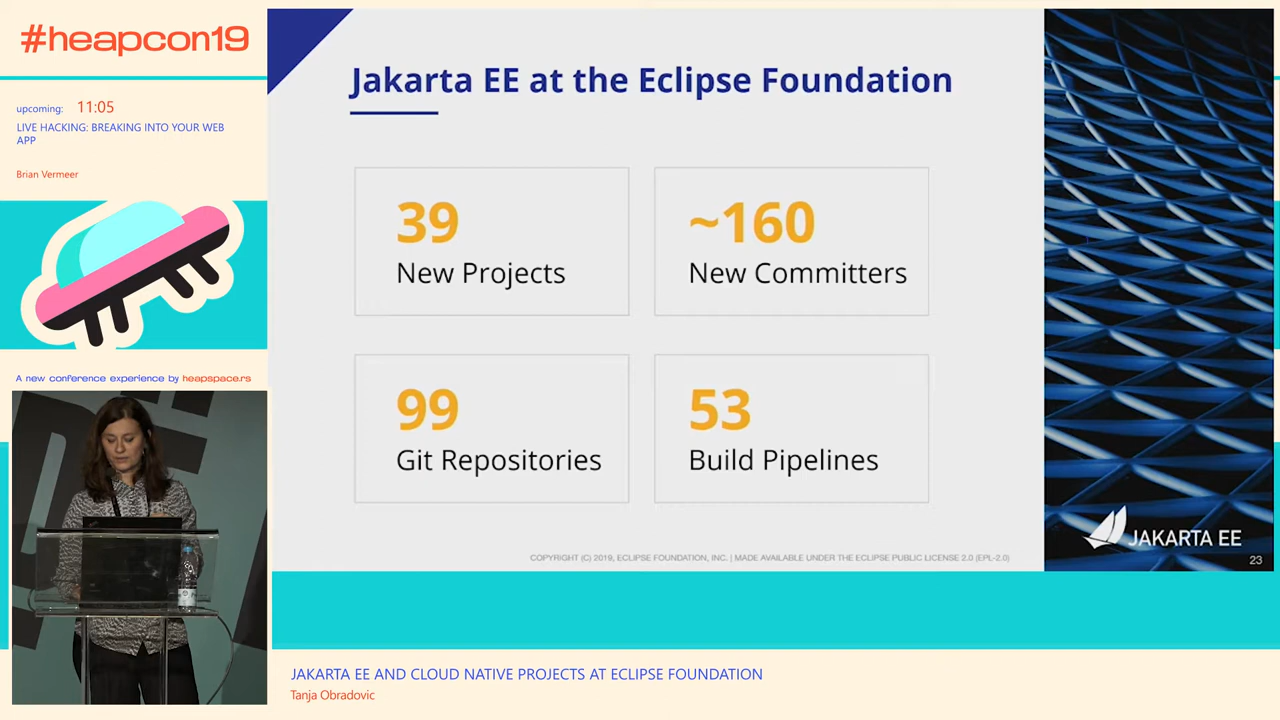 #heapcon19
upcoming: 11:05
LIVE HACKING: BREAKING INTO YOUR WEB
APP
Brian Vermeer
A new conference experience by heapspace.rs
Jakarta EE at the Eclipse Foundation
39
New Projects
~160
New Committers
99
Git Repositories
53
Build Pipelines
COPYRIGHT (C) 2019, ECLIPSE FOUNDATION, INC. | MADE AVAILABLE UNDER THE ECLIPSE PUBLIC LICENSE 2.0 (EPL-2.0)
JAKARTA EE
23
JAKARTA EE AND CLOUD NATIVE PROJECTS AT ECLIPSE FOUNDATION
Tanja Obradovic